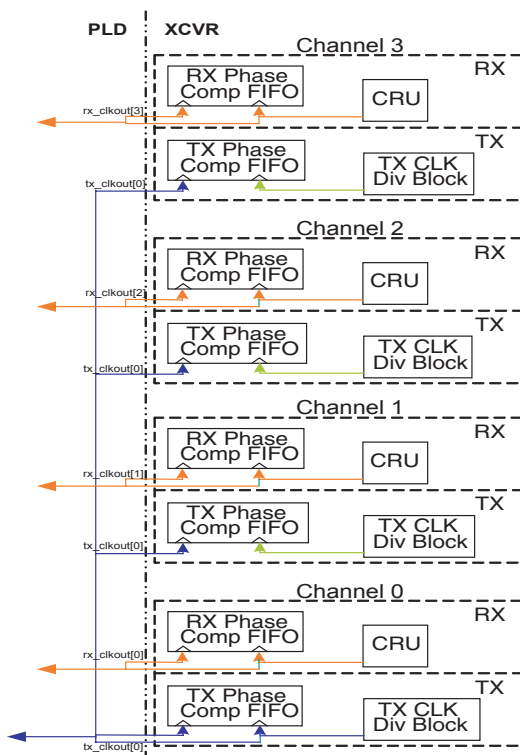 PLD
XCVR
Channel 3
RX Phase
Comp FIFO
CRU
RX
rx_clkout[3]
TX Phase
Comp FIFO
TX CLK
Div Block
TX
tx_clkout[0]
Channel 2
RX Phase
Comp FIFO
CRU
RX
rx_clkout[2]
TX Phase
Comp FIFO
TX CLK
Div Block
TX
tx_clkout[0]
Channel 1
RX Phase
Comp FIFO
CRU
RX
rx_clkout[1]
TX Phase
Comp FIFO
TX CLK
Div Block
TX
tx_clkout[0]
Channel 0
RX Phase
Comp FIFO
CRU
RX
rx_clkout[0]
TX Phase
Comp FIFO
TX CLK
Div Block
TX
tx_clkout[0]